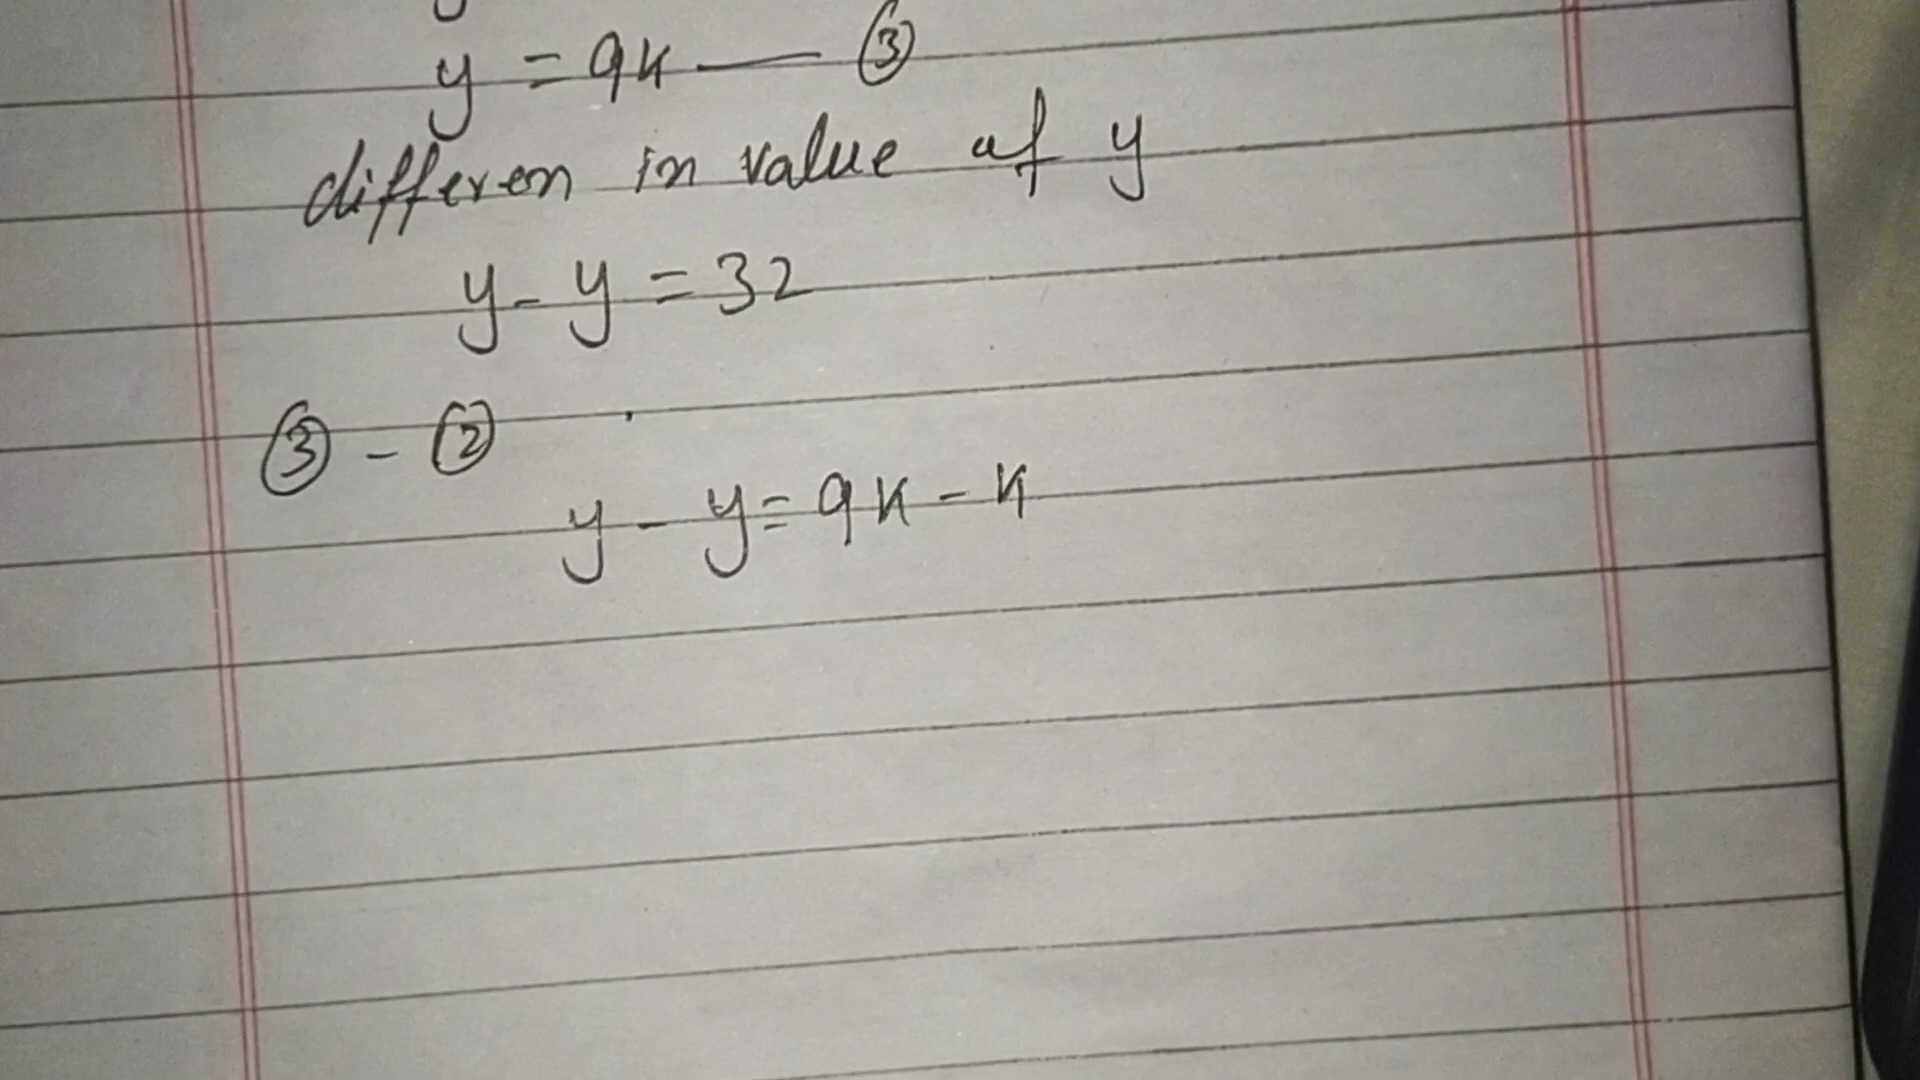 y = 9k — ③
differen in value of y
y - y = 32
③ - ②
y - y = 9k - k